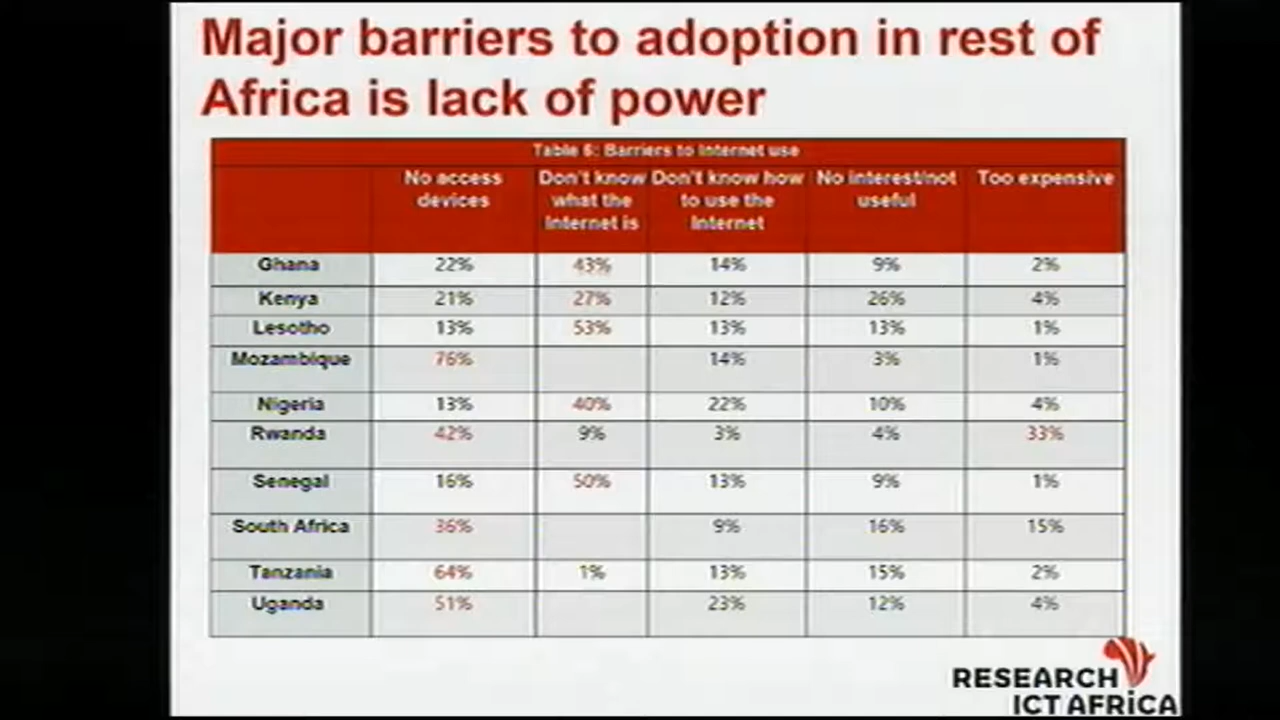 Major barriers to adoption in rest of
Africa is lack of power
Table 6: Barriers to Internet use
No access devices Don't know what the Internet is Don't know how to use the Internet No interest/not useful Too expensive
Ghana 22% 43% 14% 9% 2%
Kenya 21% 27% 12% 26% 4%
Lesotho 13% 53% 13% 13% 1%
Mozambique 76% 14% 3% 1%
Nigeria 13% 40% 22% 10% 4%
Rwanda 42% 9% 3% 4% 33%
Senegal 16% 50% 13% 9% 1%
South Africa 36% 9% 16% 15%
Tanzania 64% 1% 13% 15% 2%
Uganda 51% 23% 12% 4%
RESEARCH
ICT AFRICA